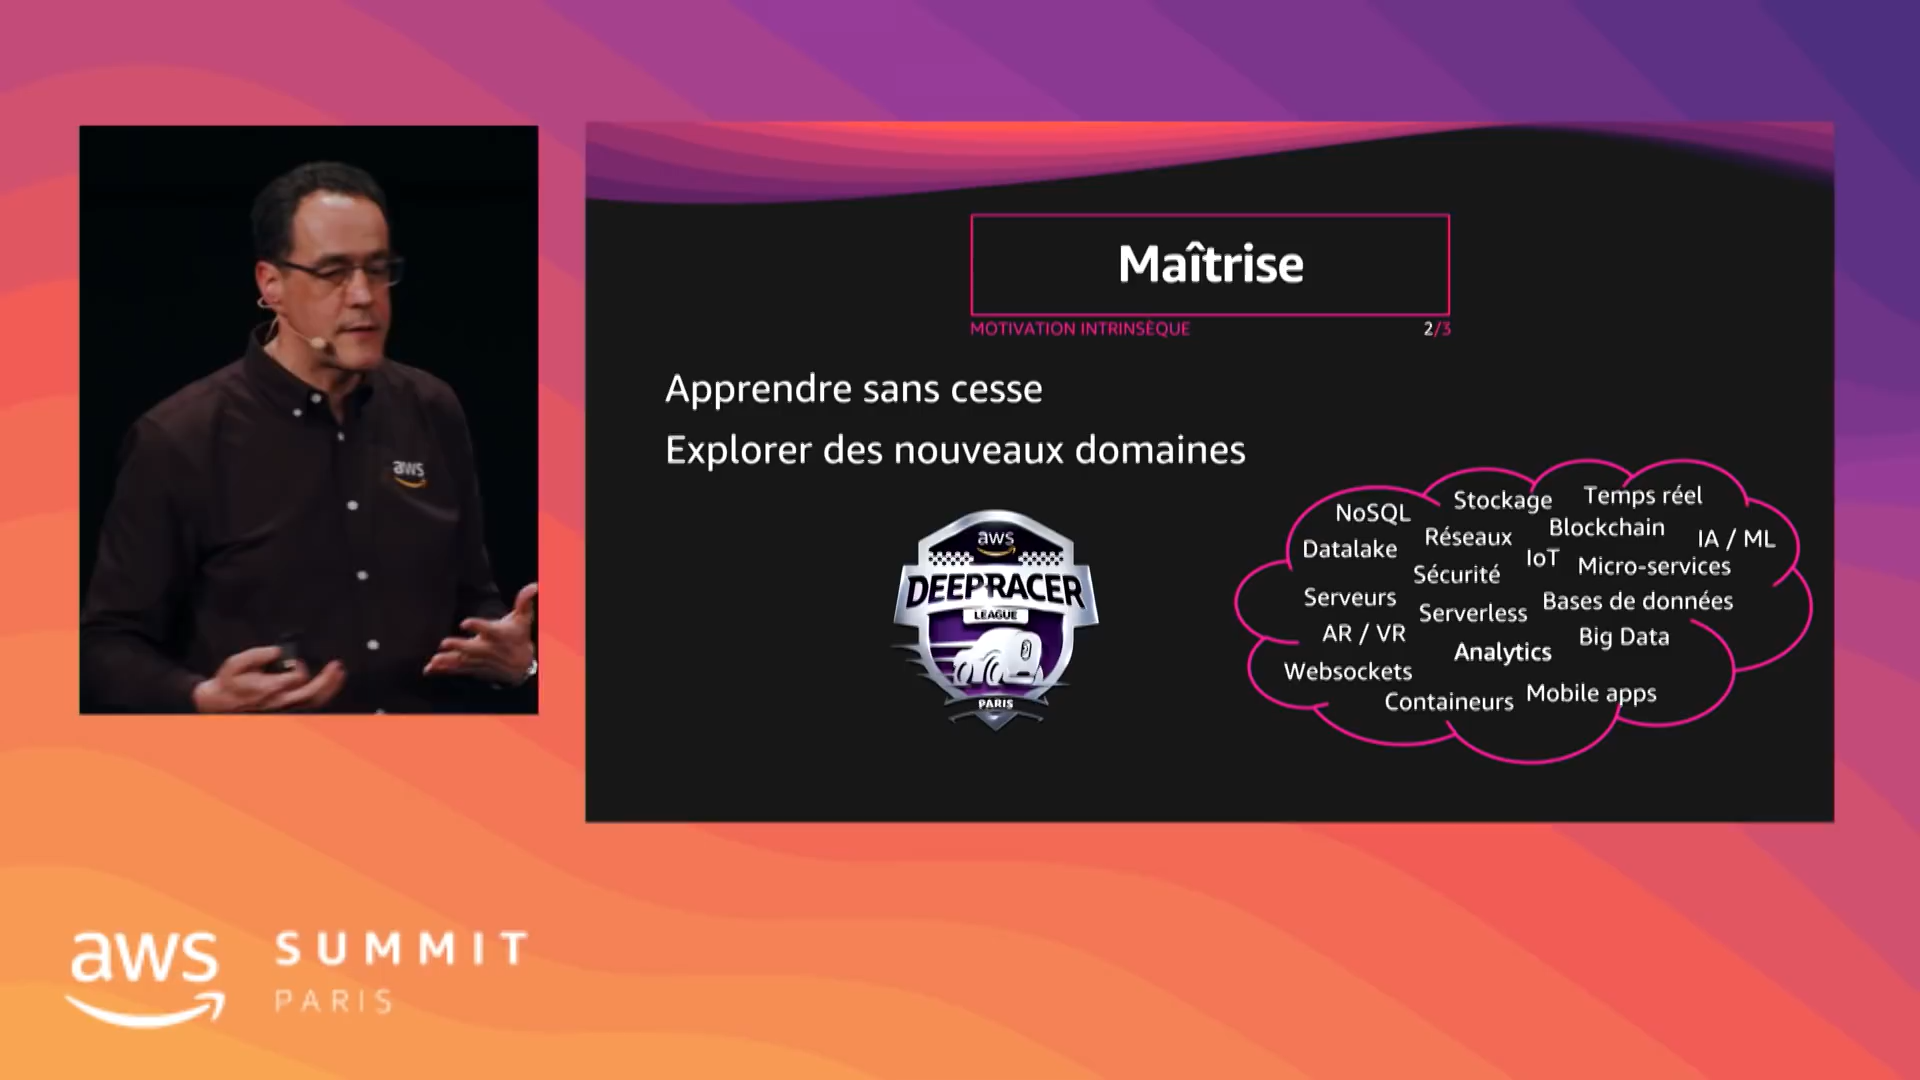 aws
Maîtrise
MOTIVATION INTRINSÈQUE 2/3
Apprendre sans cesse
Explorer des nouveaux domaines
aws
DEEPRACER
LEAGUE
PARIS
NoSQL
Stockage
Temps réel
Datalake
Réseaux
Blockchain
IA / ML
Sécurité
IoT
Micro-services
Serveurs
Serverless
Bases de données
AR / VR
Analytics
Big Data
Websockets
Containeurs
Mobile apps
aws
SUMMIT
PARIS